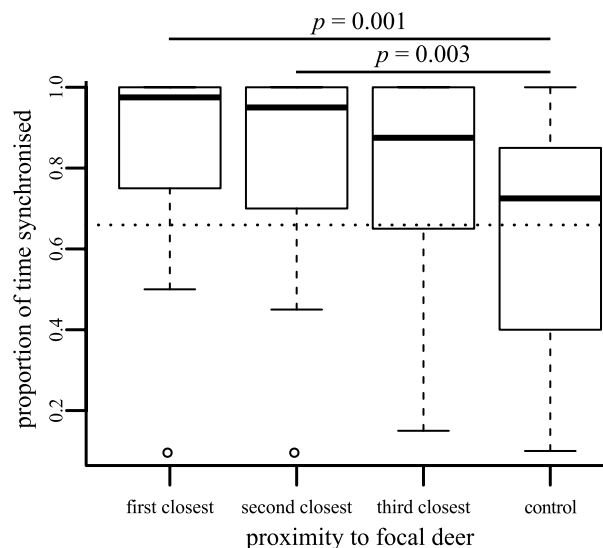 p = 0.001
p = 0.003
proportion of time synchronised
1.0
0.8
0.6
0.4
0.2
first closest
second closest
third closest
control
proximity to focal deer